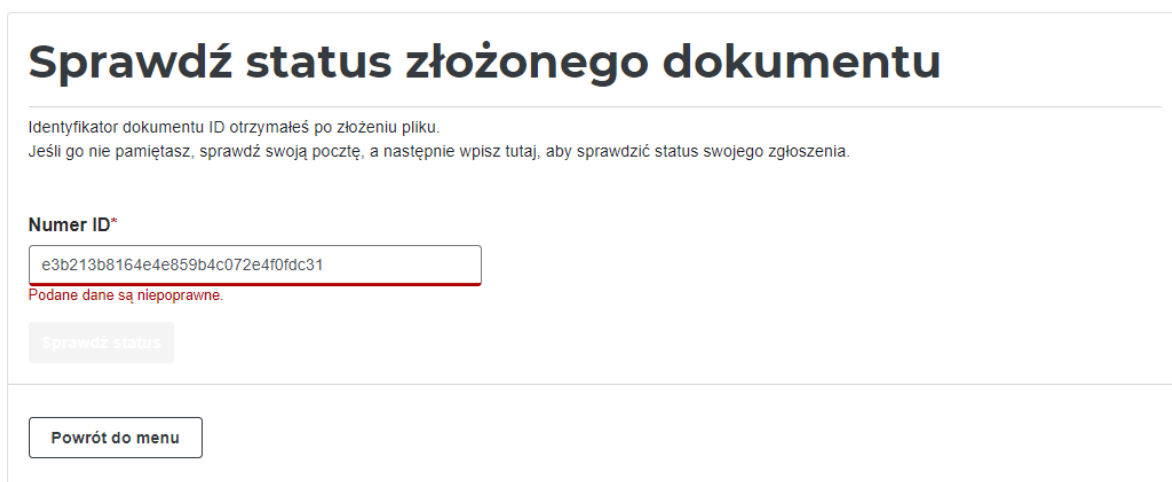 Sprawdź status złożonego dokumentu
Identyfikator dokumentu ID otrzymałeś po złożeniu pliku.
Jeśli go nie pamiętasz, sprawdź swoją pocztę, a następnie wpisz tutaj, aby sprawdzić status swojego zgłoszenia.
Numer ID*
e3b213b8164e4e859b4c072e4f0fdc31
Podane dane są niepoprawne.
Sprawdź status
Powrót do menu